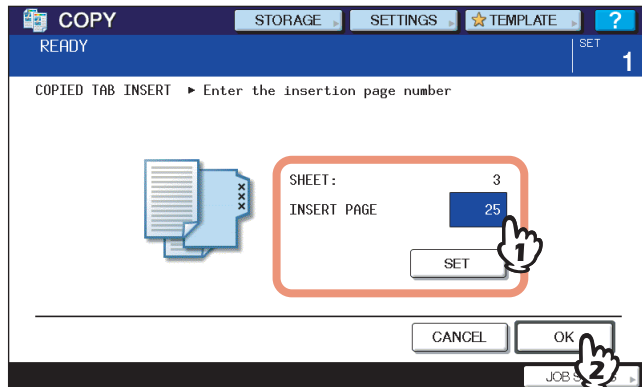 COPY STORAGE SETTINGS TEMPLATE ?
READY SET
1
COPIED TAB INSERT ▶ Enter the insertion page number
SHEET: 3
INSERT PAGE 25
1
SET
CANCEL OK
2
JOB